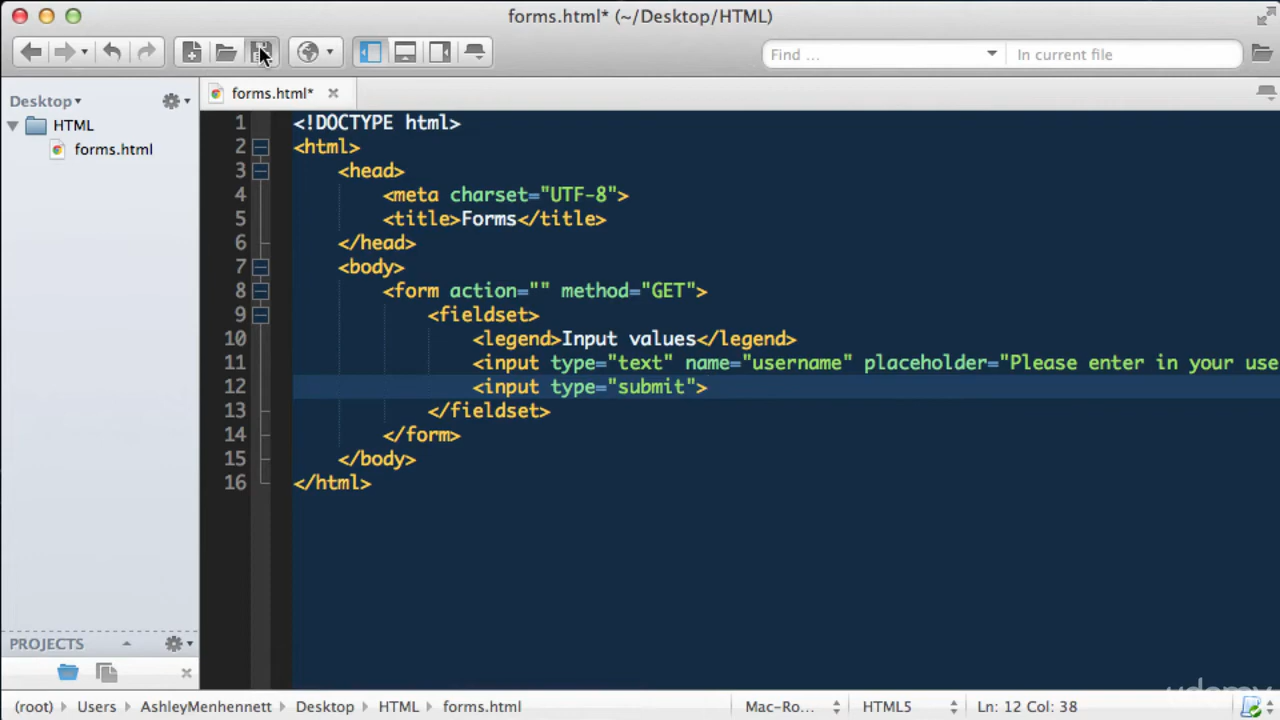 forms.html* (~/Desktop/HTML)
Find ...
In current file
Desktop
forms.html*
HTML
forms.html
1 <!DOCTYPE html>
2 <html>
3 <head>
4 <meta charset="UTF-8">
5 <title>Forms</title>
6 </head>
7 <body>
8 <form action="" method="GET">
9 <fieldset>
10 <legend>Input values</legend>
11 <input type="text" name="username" placeholder="Please enter in your use
12 <input type="submit">
13 </fieldset>
14 </form>
15 </body>
16 </html>
PROJECTS
udemy
(root) Users AshleyMenhennett Desktop HTML forms.html Mac-Ro... HTML5 Ln: 12 Col: 38